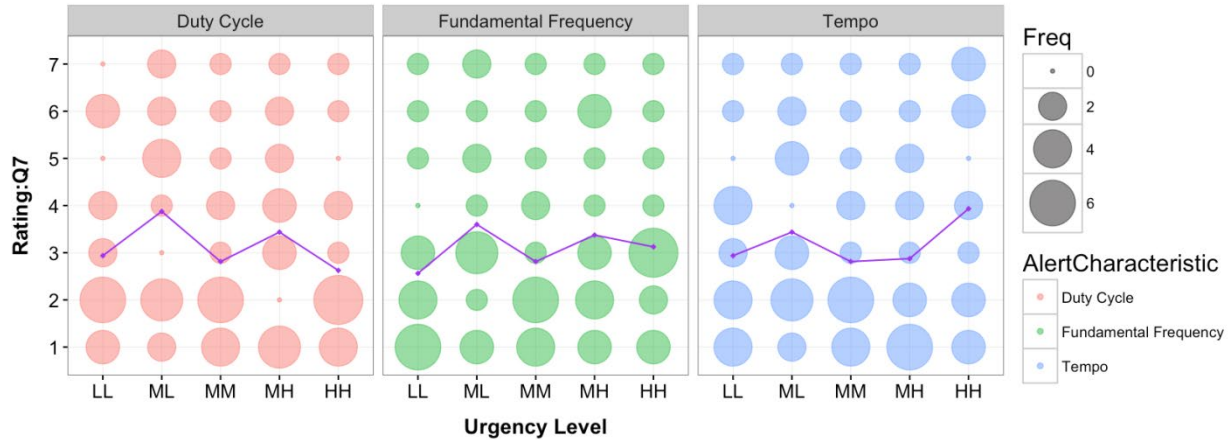 Duty Cycle
Fundamental Frequency
Tempo
Rating:Q7
7
6
5
4
3
2
1
LL ML MM MH HH
LL ML MM MH HH
LL ML MM MH HH
Urgency Level
Freq
0
2
4
6
AlertCharacteristic
Duty Cycle
Fundamental Frequency
Tempo